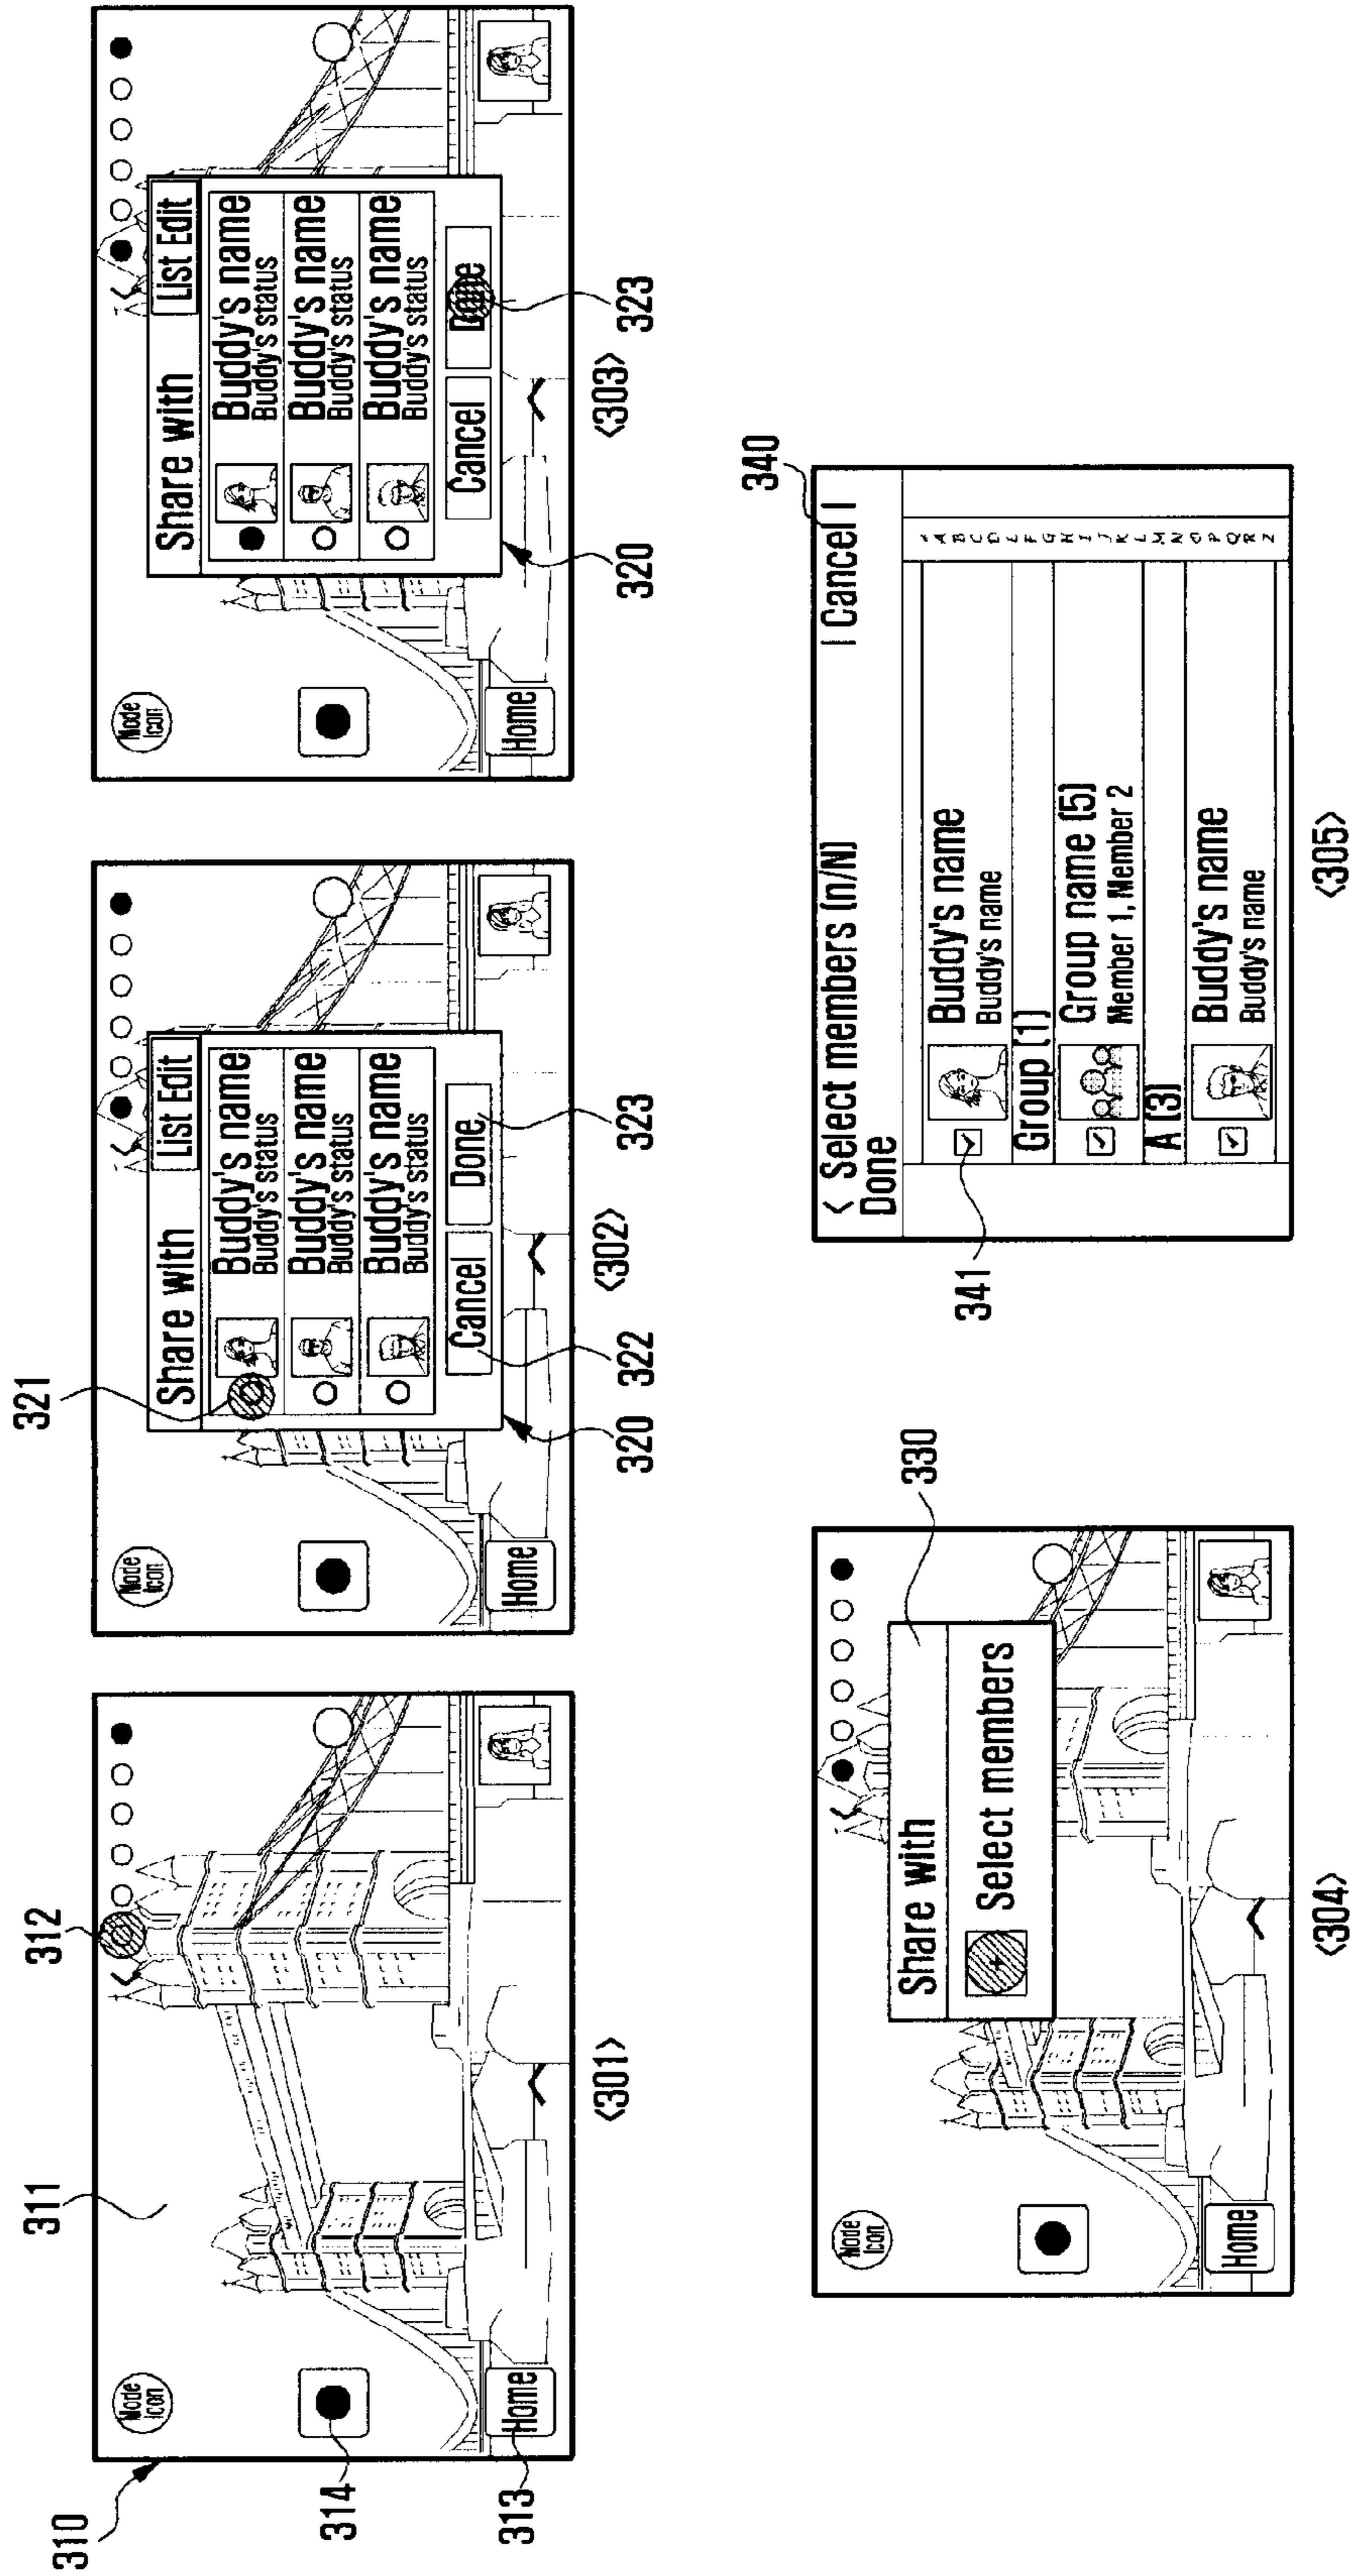 310
311
312
Mode
Icon
314
Home
313
<301>
321
Mode
Icon
Share with
List Edit
Buddy's name
Buddy's status
Buddy's name
Buddy's status
Buddy's name
Buddy's status
Cancel
Done
Home
320
322
323
<302>
Mode
Icon
Share with
List Edit
Buddy's name
Buddy's status
Buddy's name
Buddy's status
Buddy's name
Buddy's status
Cancel
Done
Home
320
323
<303>
330
Mode
Icon
Share with
+ Select members
Home
<304>
340
341
< Select members (n/N)
| Cancel |
Done
Buddy's name
Buddy's name
Group (1)
Group name (5)
Member 1, Member 2
A (3)
Buddy's name
Buddy's name
A
B
C
D
E
F
G
H
I
J
K
L
M
N
O
P
Q
R
Z
<305>